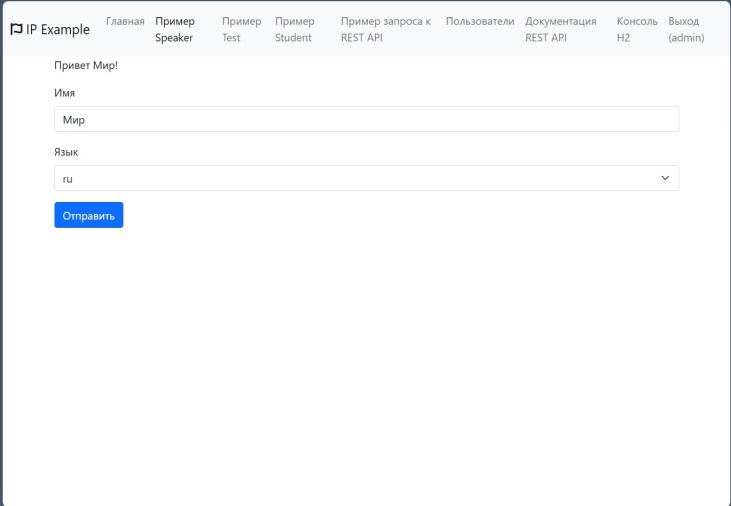 IP Example
Главная
Пример
Speaker
Пример
Test
Пример
Student
Пример запроса к
REST API
Пользователи
Документация
REST API
Консоль
H2
Выход
(admin)
Привет Мир!
Имя
Мир
Язык
ru
Отправить